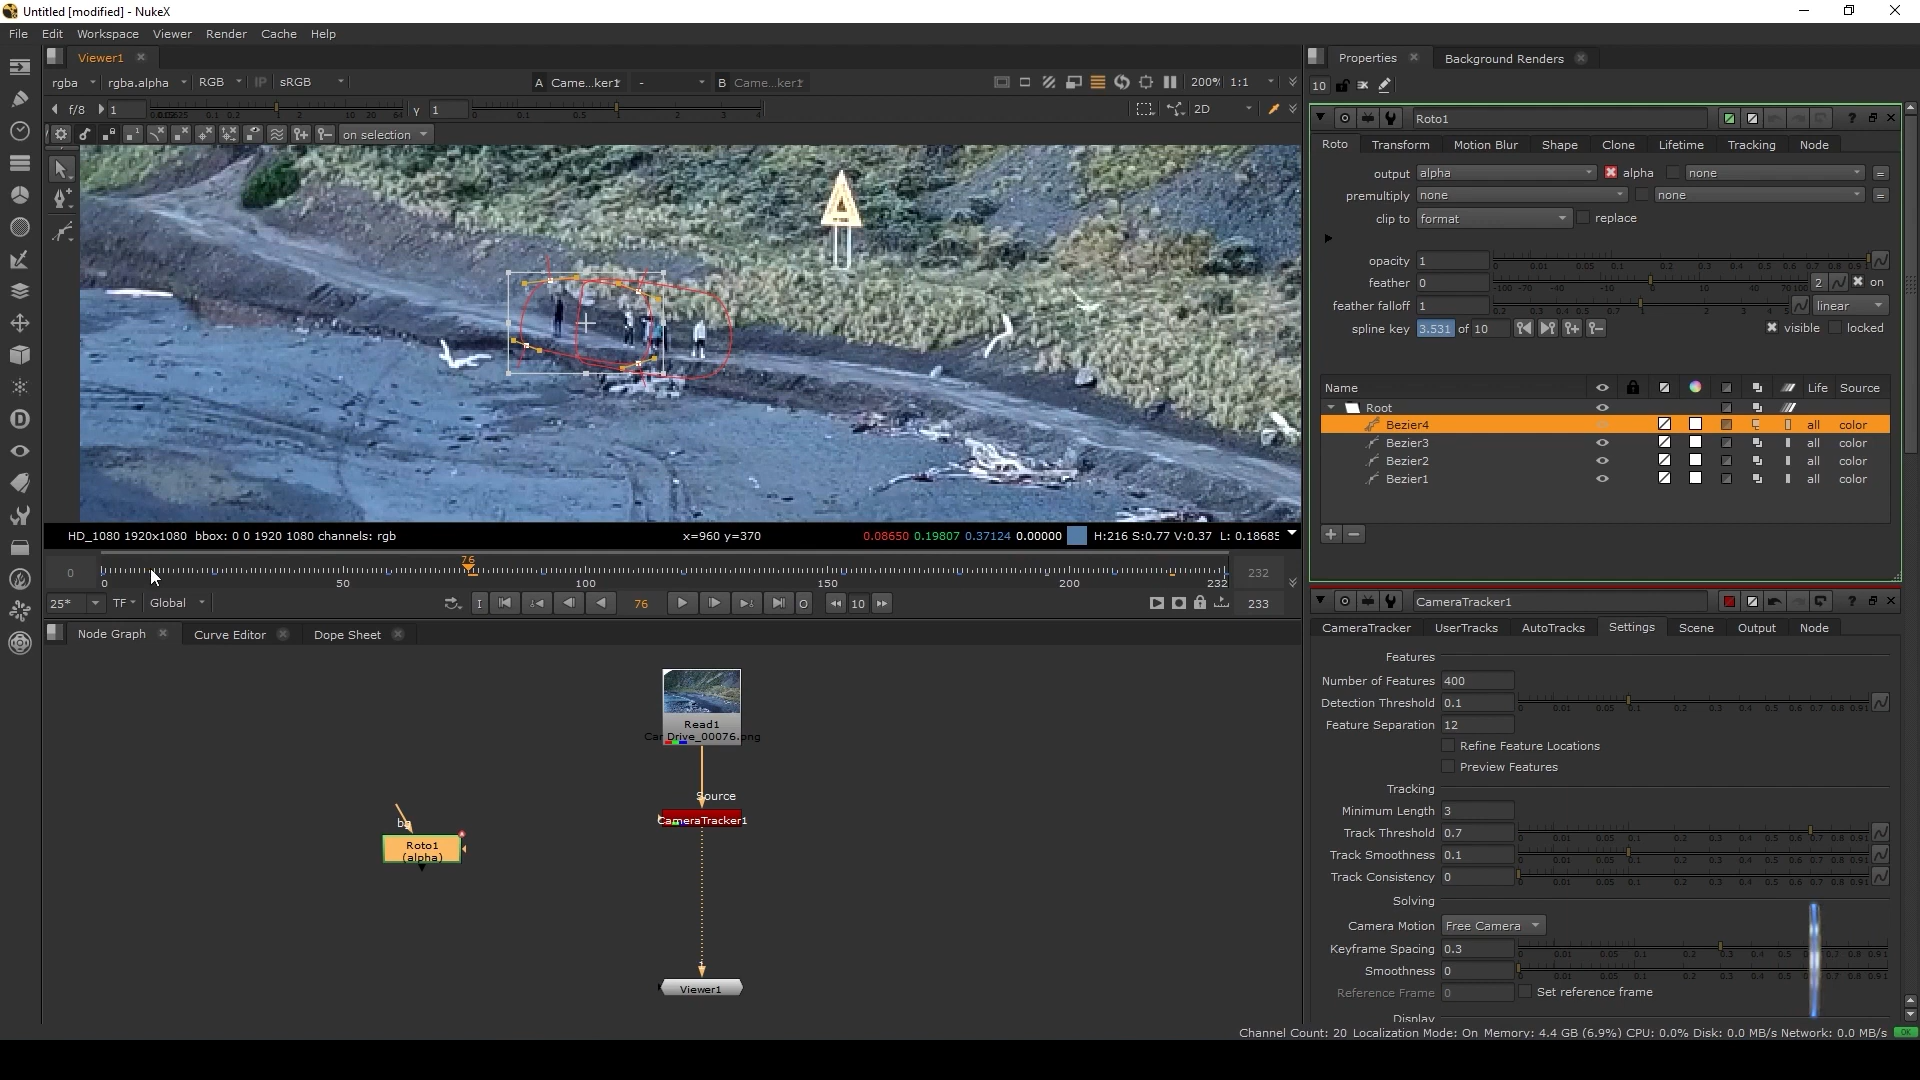 Untitled [modified] - NukeX
File Edit Workspace Viewer Render Cache Help
Viewer1
rgba rgba.alpha RGB IP sRGB A Came...ker1 - B Came...ker1 200% 1:1
f/8 1 y 1 2D
on selection
A
HD_1080 1920x1080 bbox: 0 0 1920 1080 channels: rgb x=960 y=370 0.08650 0.19807 0.37124 0.00000 H:216 S:0.77 V:0.37 L: 0.18685
0 76 232
0 50 100 150 200 232
25* TF Global 76 10 233
Node Graph Curve Editor Dope Sheet
Read1
Car Drive_00076.png
Source
CameraTracker1
Roto1
(alpha)
Viewer1
Properties Background Renders
10
Roto1
Roto Transform Motion Blur Shape Clone Lifetime Tracking Node
output alpha alpha none =
premultiply none none =
clip to format replace
opacity 1
feather 0 2 on
feather falloff 1 linear
spline key 3.531 of 10 visible locked
Name Life Source
Root
Bezier4 all color
Bezier3 all color
Bezier2 all color
Bezier1 all color
CameraTracker1
CameraTracker UserTracks AutoTracks Settings Scene Output Node
Features
Number of Features 400
Detection Threshold 0.1
Feature Separation 12
Refine Feature Locations
Preview Features
Tracking
Minimum Length 3
Track Threshold 0.7
Track Smoothness 0.1
Track Consistency 0
Solving
Camera Motion Free Camera
Keyframe Spacing 0.3
Smoothness 0
Reference Frame 0 Set reference frame
Display
Channel Count: 20 Localization Mode: On Memory: 4.4 GB (6.9%) CPU: 0.0% Disk: 0.0 MB/s Network: 0.0 MB/s